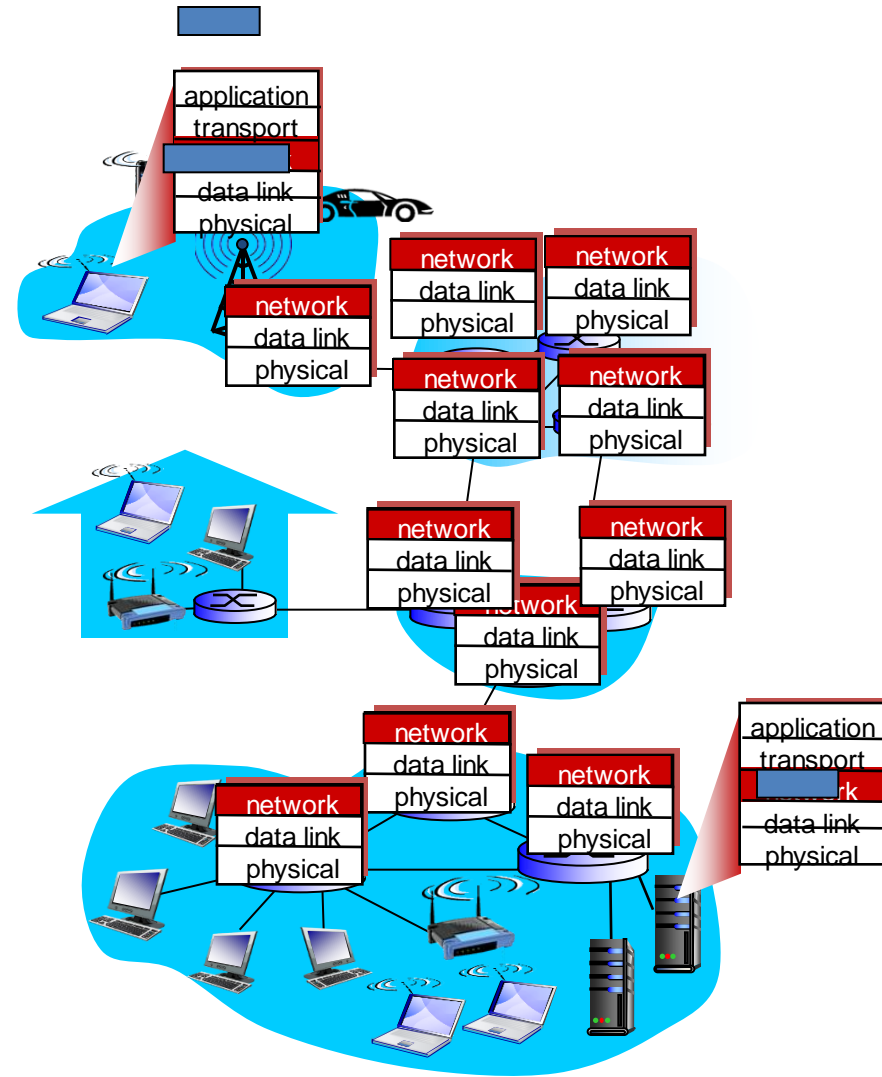 application
transport
data link
physical
network
data link
physical
network
data link
physical
network
data link
physical
network
data link
physical
network
data link
physical
network
data link
physical
network
data link
physical
network
data link
physical
network
data link
physical
network
data link
physical
network
data link
physical
application
transport
data link
physical